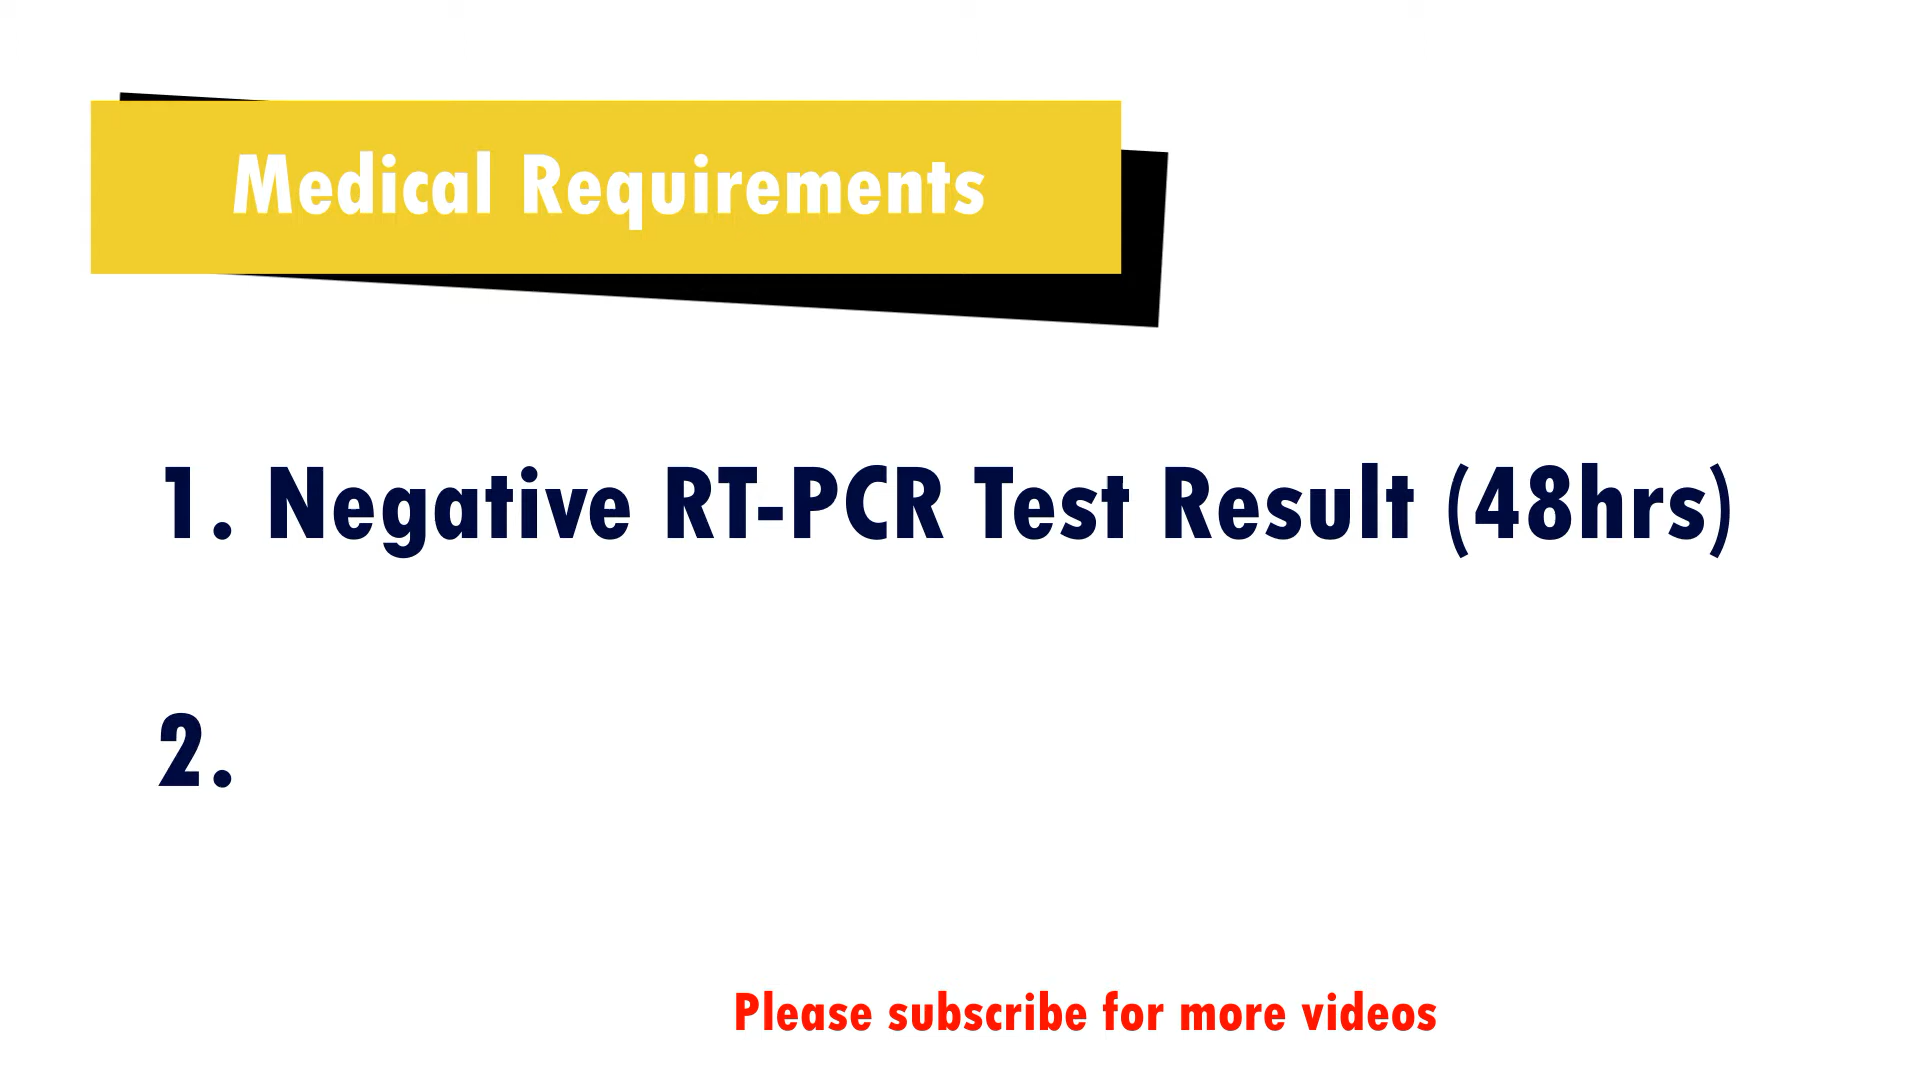 Medical Requirements
1. Negative RT-PCR Test Result (48hrs)
2.
Please subscribe for more videos